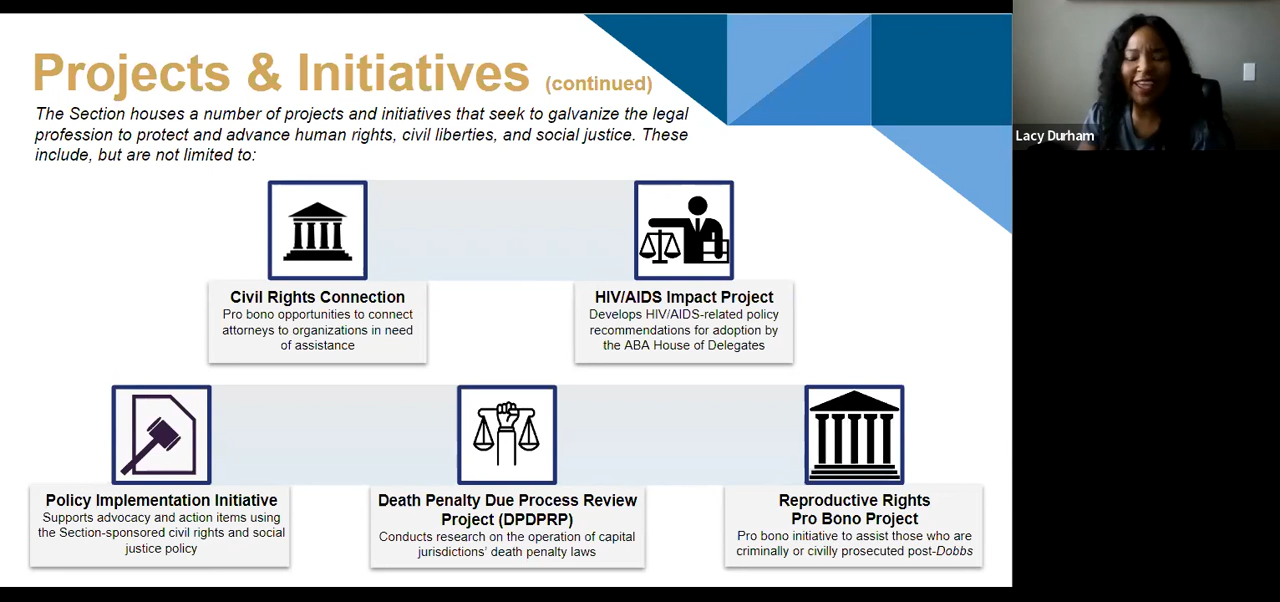 Projects & Initiatives (continued)
The Section houses a number of projects and initiatives that seek to galvanize the legal
profession to protect and advance human rights, civil liberties, and social justice. These
include, but are not limited to:
Lacy Durham
Civil Rights Connection
Pro bono opportunities to connect
attorneys to organizations in need
of assistance
HIV/AIDS Impact Project
Develops HIV/AIDS-related policy
recommendations for adoption by
the ABA House of Delegates
Policy Implementation Initiative
Supports advocacy and action items using
the Section-sponsored civil rights and social
justice policy
Death Penalty Due Process Review
Project (DPDPRP)
Conducts research on the operation of capital
jurisdictions' death penalty laws
Reproductive Rights
Pro Bono Project
Pro bono initiative to assist those who are
criminally or civilly prosecuted post-Dobbs